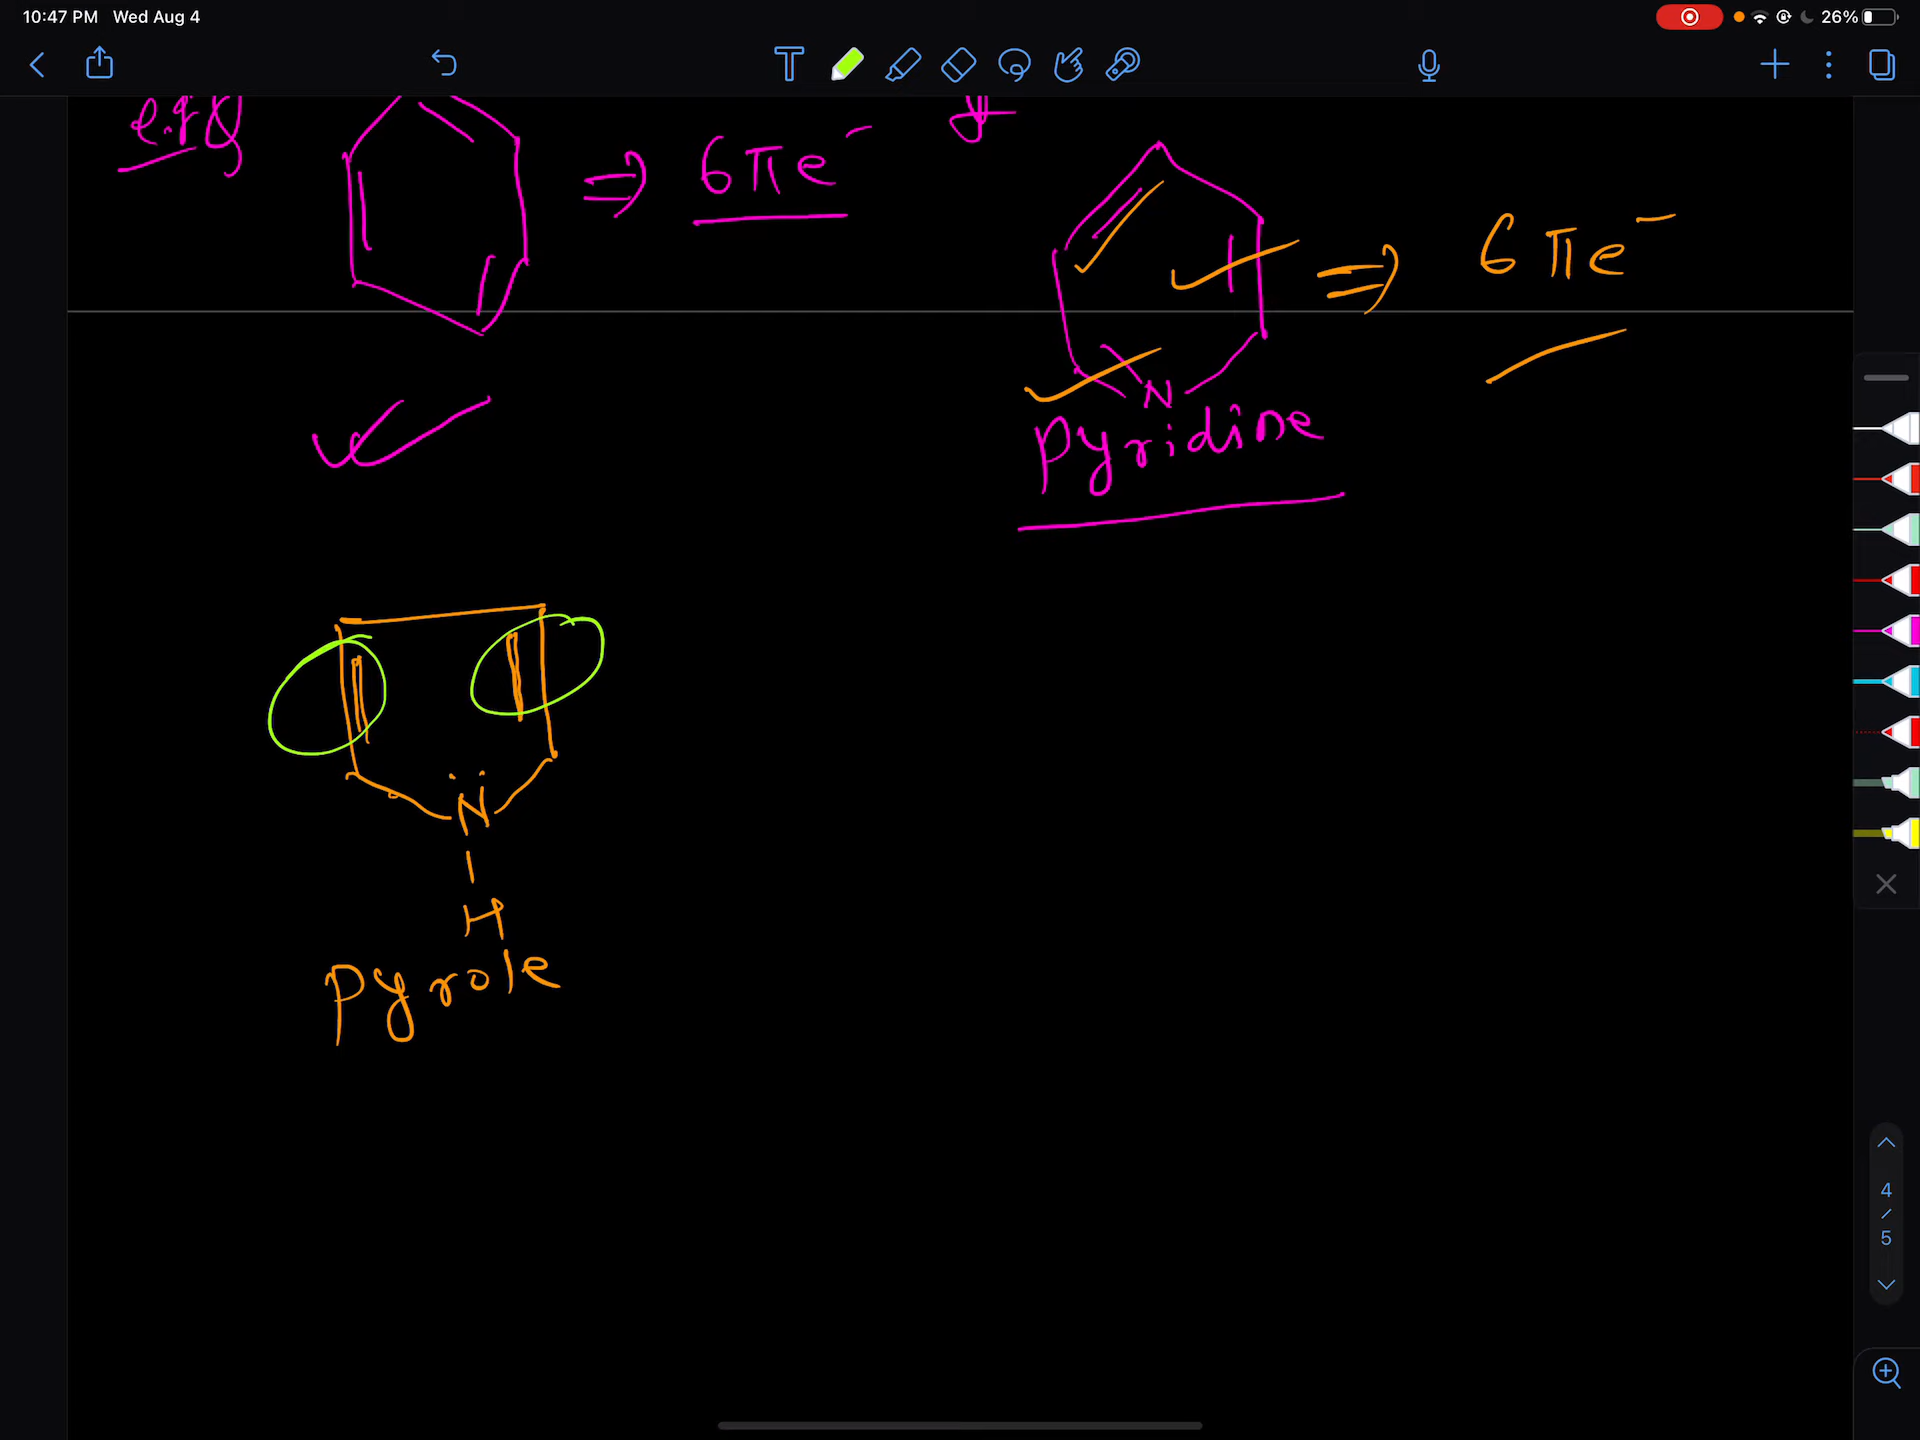 10:47 PM Wed Aug 4
26%
T
e.g
⇒ 6πe⁻
⇒ 6πe⁻
N
Pyridine
N
H
Pyrole
4
/
5